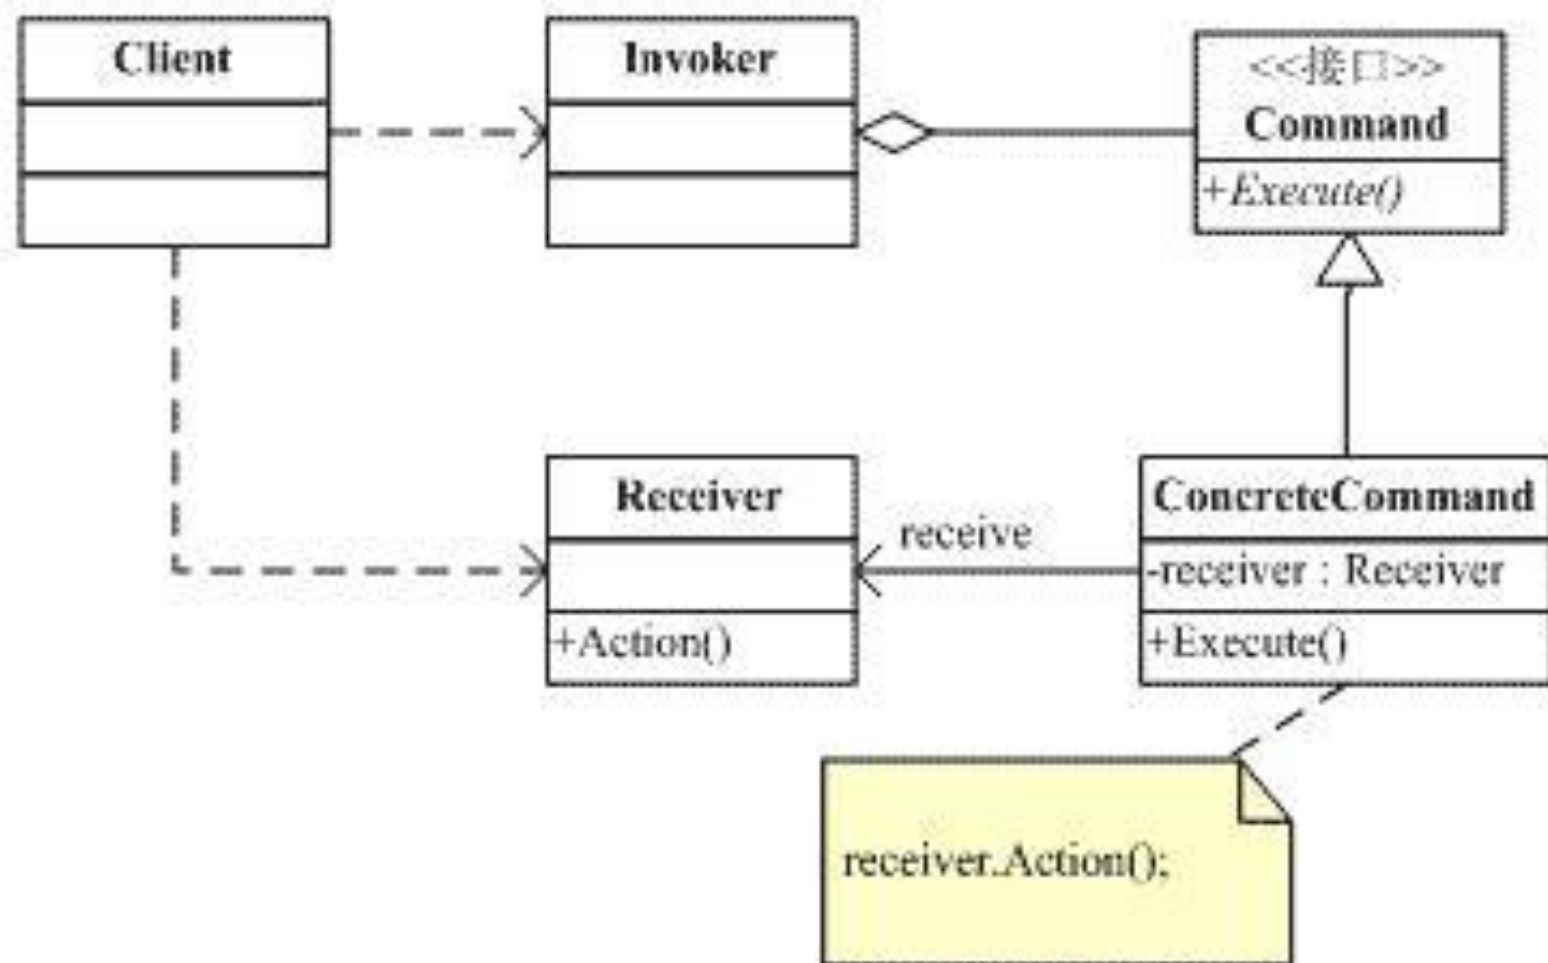 Client
Invoker
<<接口>>
Command
+Execute()
Receiver
+Action()
receive
ConcreteCommand
-receiver : Receiver
+Execute()
receiver.Action();